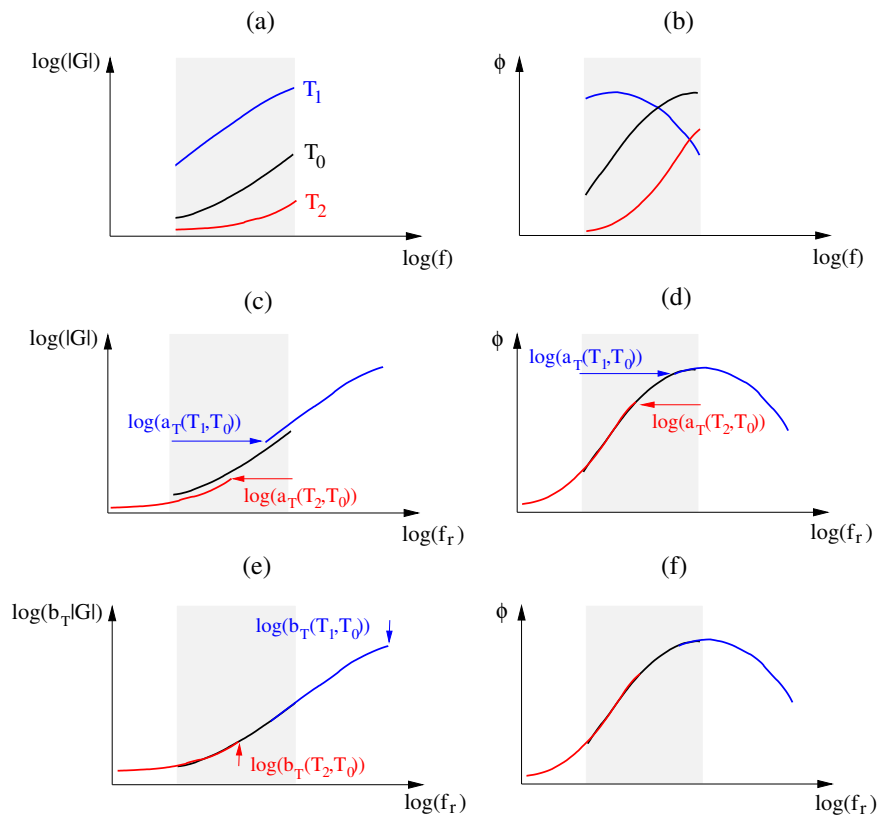 (a)
log(|G|)
T1
T0
T2
log(f)
(b)
ϕ
log(f)
(c)
log(|G|)
log(aT(T1,T0))
log(aT(T2,T0))
log(fr)
(d)
ϕ
log(aT(T1,T0))
log(aT(T2,T0))
log(fr)
(e)
log(bT|G|)
log(bT(T1,T0))
log(bT(T2,T0))
log(fr)
(f)
ϕ
log(fr)